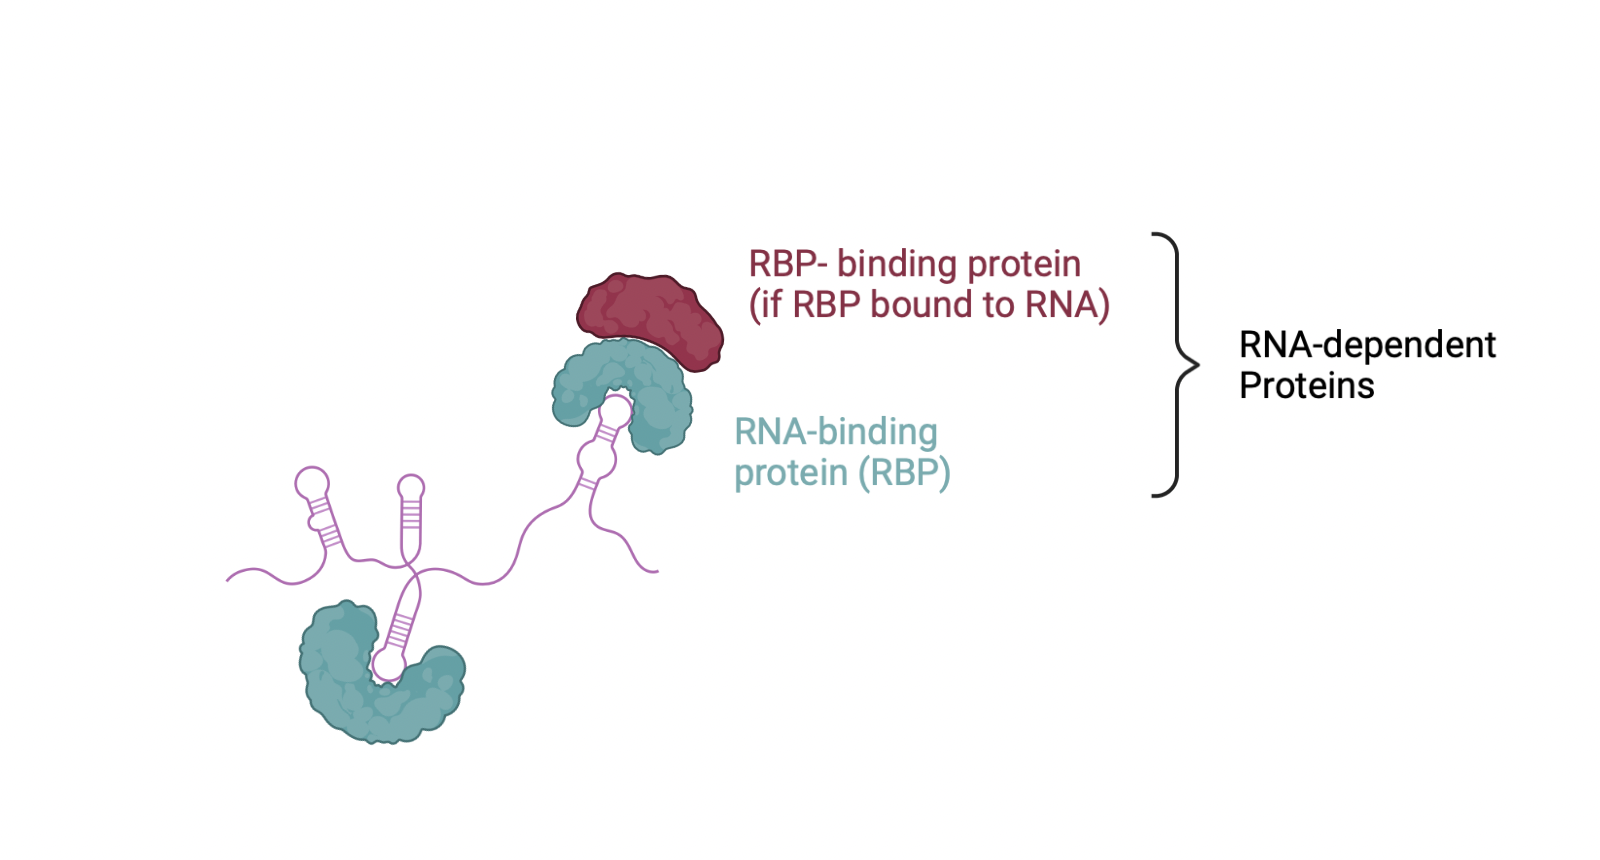 RBP- binding protein
(if RBP bound to RNA)
RNA-binding
protein (RBP)
RNA-dependent
Proteins